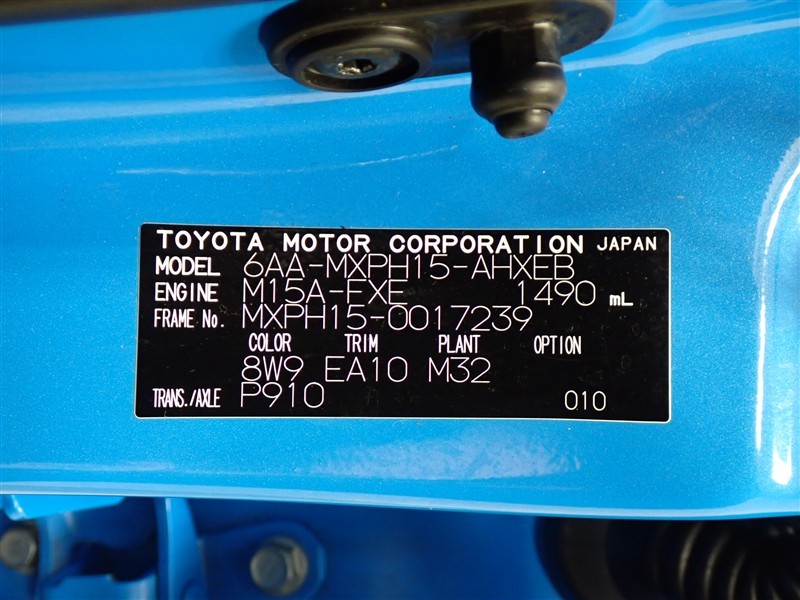 TOYOTA MOTOR CORPORATION JAPAN
MODEL 6AA-MXPH15-AHXEB
ENGINE M15A-FXE 1490 mL
FRAME No. MXPH15-0017239
COLOR TRIM PLANT OPTION
8W9 EA10 M32
TRANS./AXLE P910 010